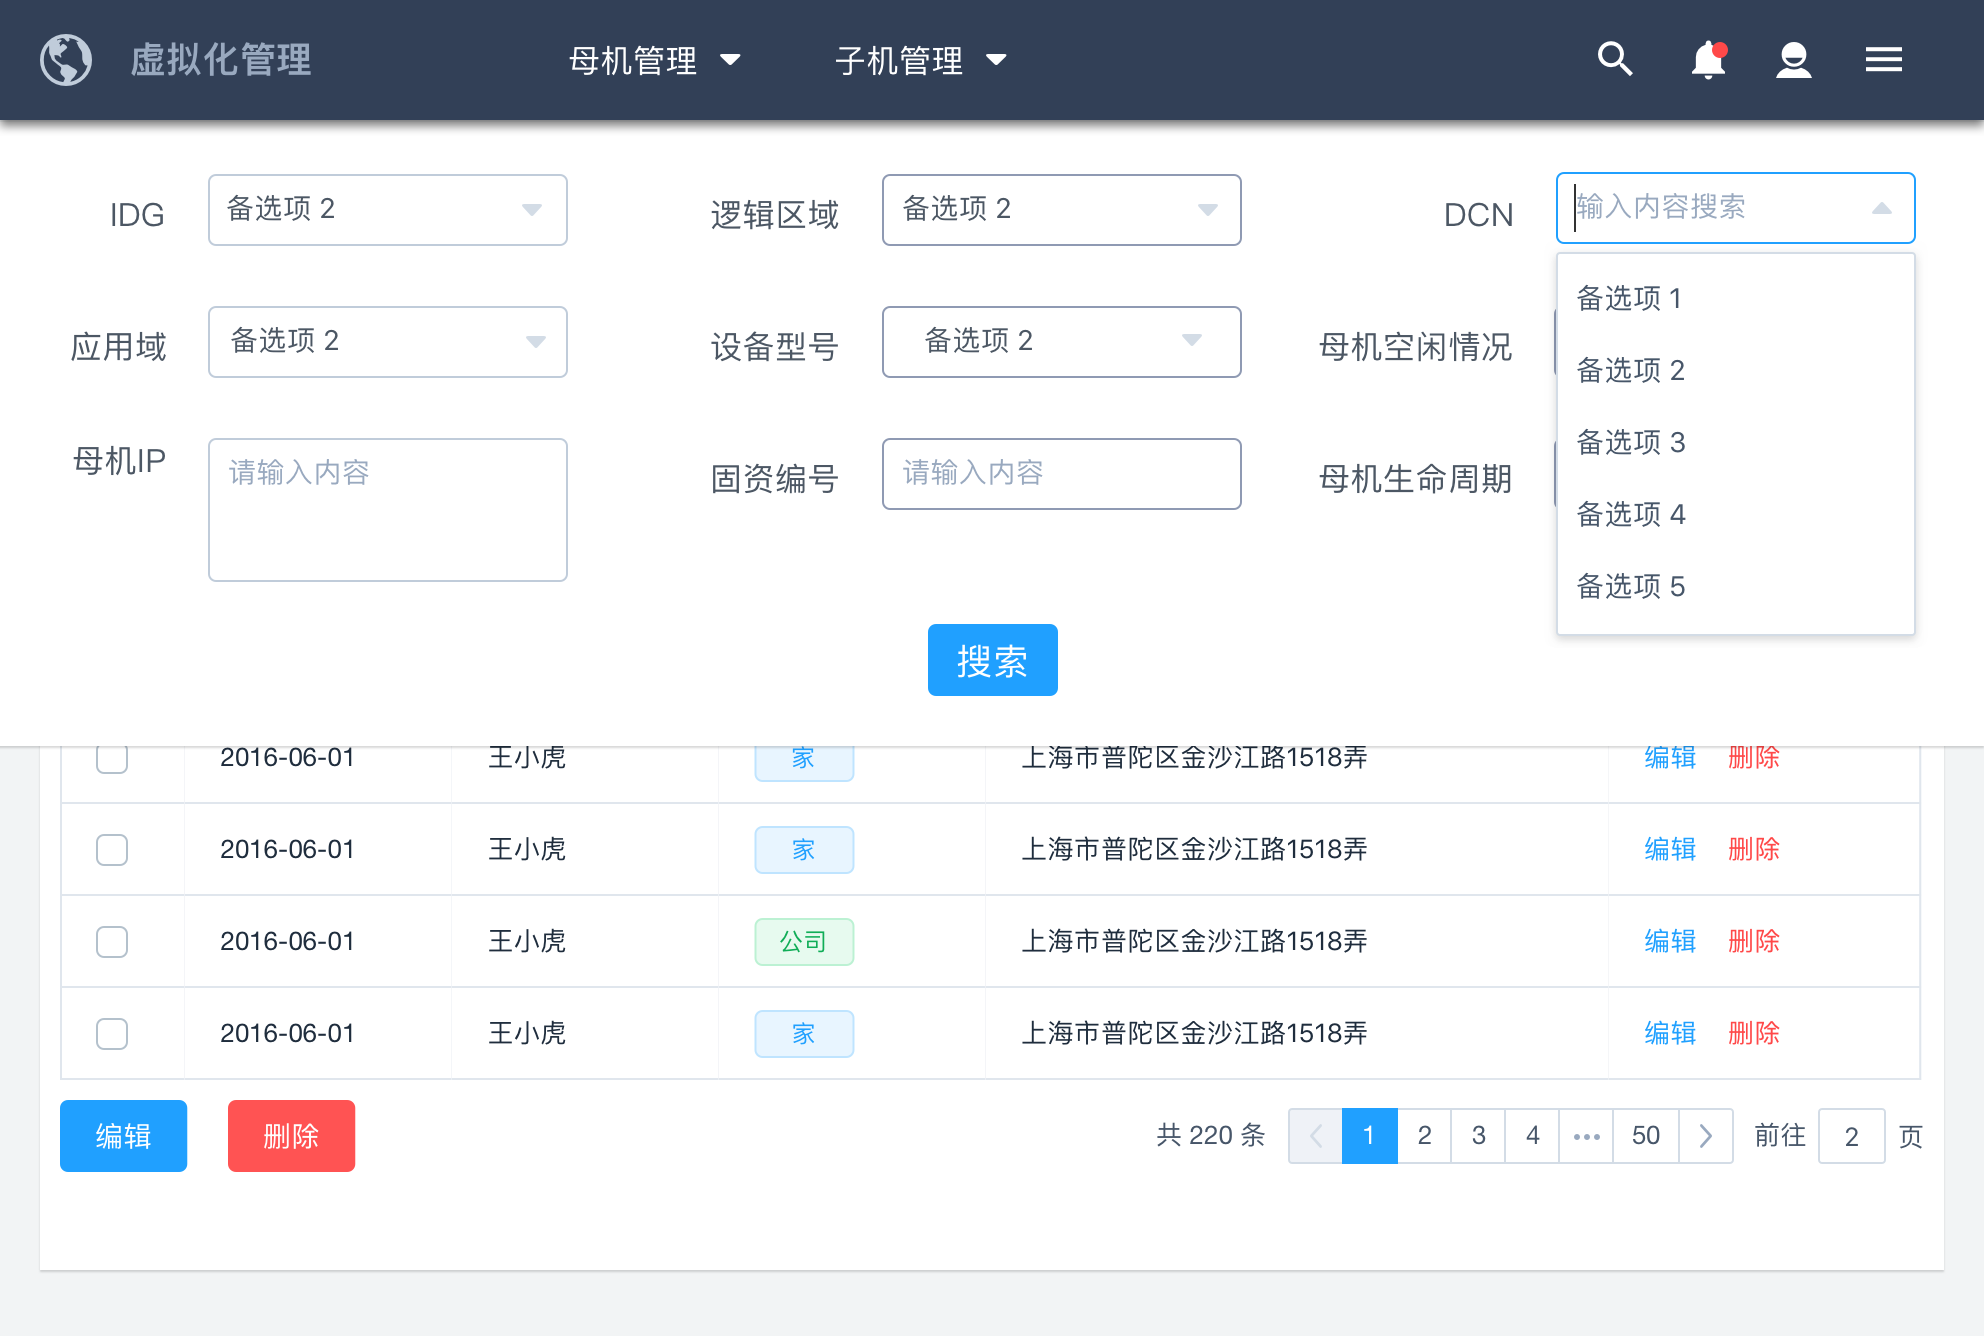 虚拟化管理 母机管理 子机管理
IDG 备选项 2 逻辑区域 备选项 2 DCN 输入内容搜索
备选项 1
应用域 备选项 2 设备型号 备选项 2 母机空闲情况
备选项 2
备选项 3
母机IP 请输入内容 固资编号 请输入内容 母机生命周期
备选项 4
备选项 5
搜索
2016-06-01 王小虎 家 上海市普陀区金沙江路1518弄 编辑 删除
2016-06-01 王小虎 家 上海市普陀区金沙江路1518弄 编辑 删除
2016-06-01 王小虎 公司 上海市普陀区金沙江路1518弄 编辑 删除
2016-06-01 王小虎 家 上海市普陀区金沙江路1518弄 编辑 删除
编辑 删除 共 220 条 1 2 3 4 ••• 50 前往 2 页